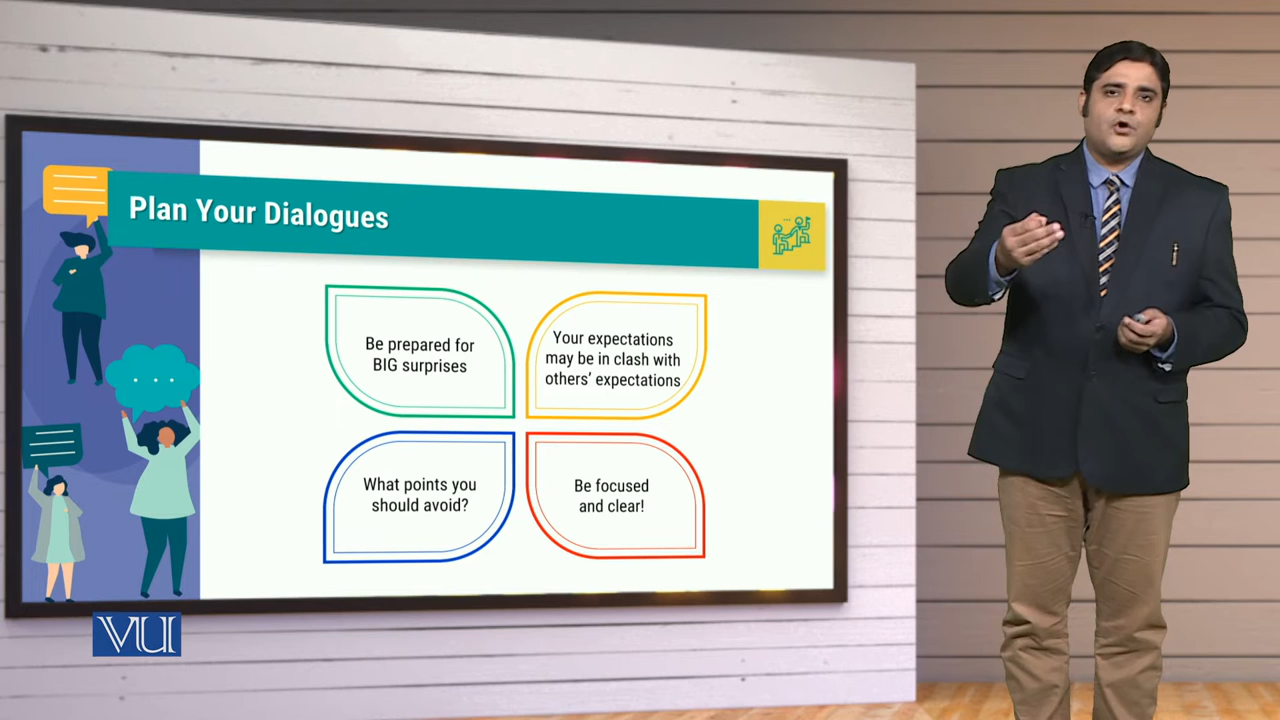 Plan Your Dialogues
Be prepared for
BIG surprises
Your expectations
may be in clash with
others’ expectations
What points you
should avoid?
Be focused
and clear!
VU